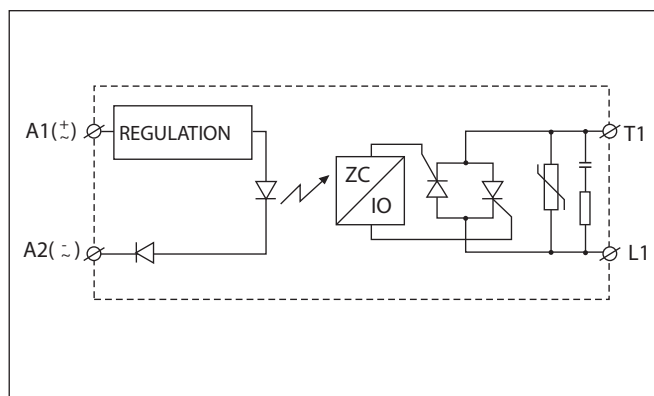 A1(+~)
REGULATION
ZC
IO
T1
A2(-~)
L1